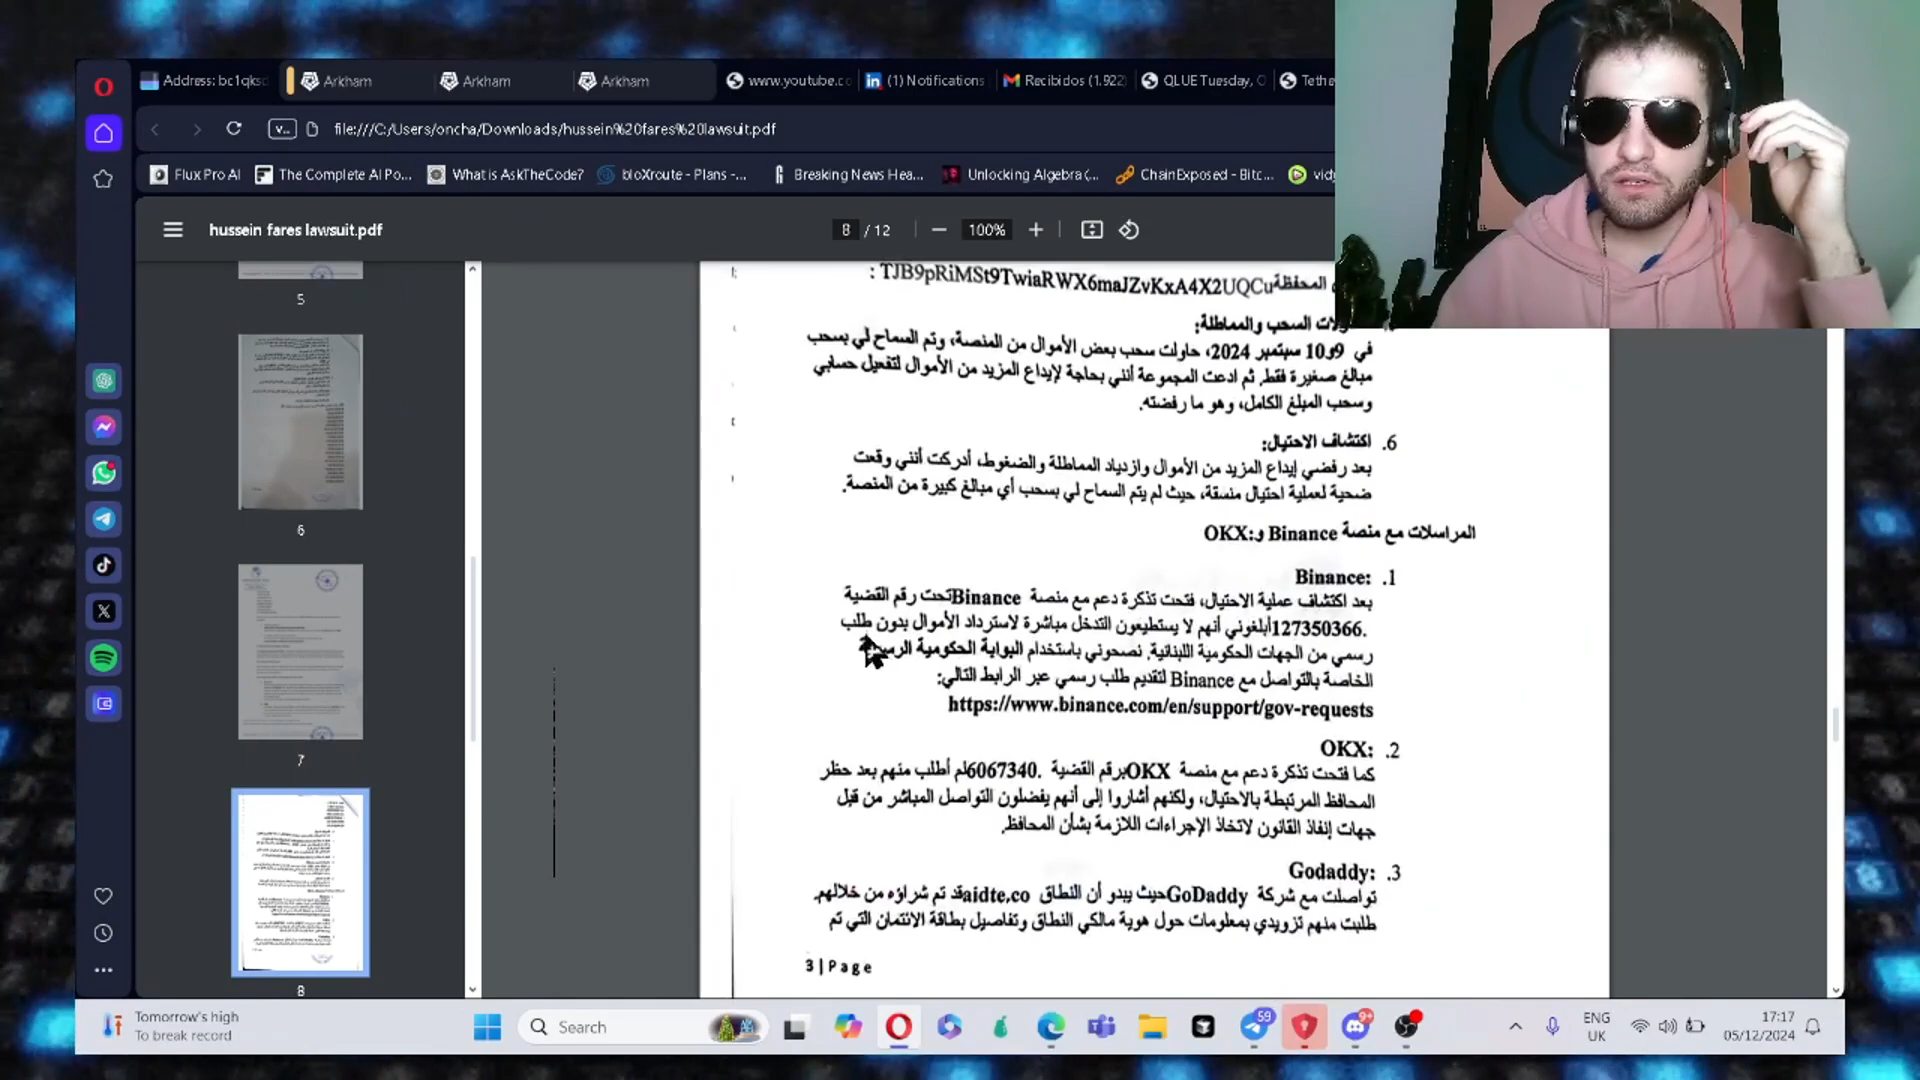 Address: bc1qksc
Arkham
Arkham
Arkham
www.youtube.co
(1) Notifications
Recibidos (1.922)
QLUE Tuesday, O
Tethe
file:///C:/Users/oncha/Downloads/hussein%20fares%20lawsuit.pdf
Flux Pro AI
The Complete AI Po...
What is AskTheCode?
bloXroute - Plans -...
Breaking News Hea...
Unlocking Algebra (...
ChainExposed - Bitc...
hussein fares lawsuit.pdf
8 / 12
100%
5
6
7
8
المحفظة TJB9pRiMSt9TwiaRWX6maJZvKxA4X2UQCu :
السحب والمماطلة:
في 9و10 سبتمبر 2024، حاولت سحب بعض الأموال من المنصة، وتم السماح لي بسحب
مبالغ صغيرة فقط. ثم ادعت المجموعة أنني بحاجة لإيداع المزيد من الأموال لتفعيل حسابي
وسحب المبلغ الكامل، وهو ما رفضته.
6. اكتشاف الاحتيال:
بعد رفضي إيداع المزيد من الأموال وازدياد المماطلة والضغوط، أدركت أنني وقعت
ضحية لعملية احتيال منسقة، حيث لم يتم السماح لي بسحب أي مبالغ كبيرة من المنصة.
المراسلات مع منصة Binance و OKX:
1. Binance:
بعد اكتشاف عملية الاحتيال، فتحت تذكرة دعم مع منصة Binance تحت رقم القضية
127350366. أبلغوني أنهم لا يستطيعون التدخل مباشرة لاسترداد الأموال بدون طلب
رسمي من الجهات الحكومية اللبنانية. نصحوني باستخدام البوابة الحكومية
الخاصة بالتواصل مع Binance لتقديم طلب رسمي عبر الرابط التالي:
https://www.binance.com/en/support/gov-requests
2. OKX:
كما فتحت تذكرة دعم مع منصة OKX برقم القضية 6067340. لم أطلب منهم بعد حظر
المحافظ المرتبطة بالاحتيال، ولكنهم أشاروا إلى أنهم يفضلون التواصل المباشر من قبل
جهات إنفاذ القانون لاتخاذ الإجراءات اللازمة بشأن المحافظ.
3. Godaddy:
تواصلت مع شركة GoDaddy حيث يبدو أن النطاق aidte,co قد تم شراؤه من خلالهم.
طلبت منهم تزويدي بمعلومات حول هوية مالكي النطاق وتفاصيل بطاقة الائتمان التي تم
3 | Page
Tomorrow's high
To break record
Search
59
9+
ENG
UK
17:17
05/12/2024